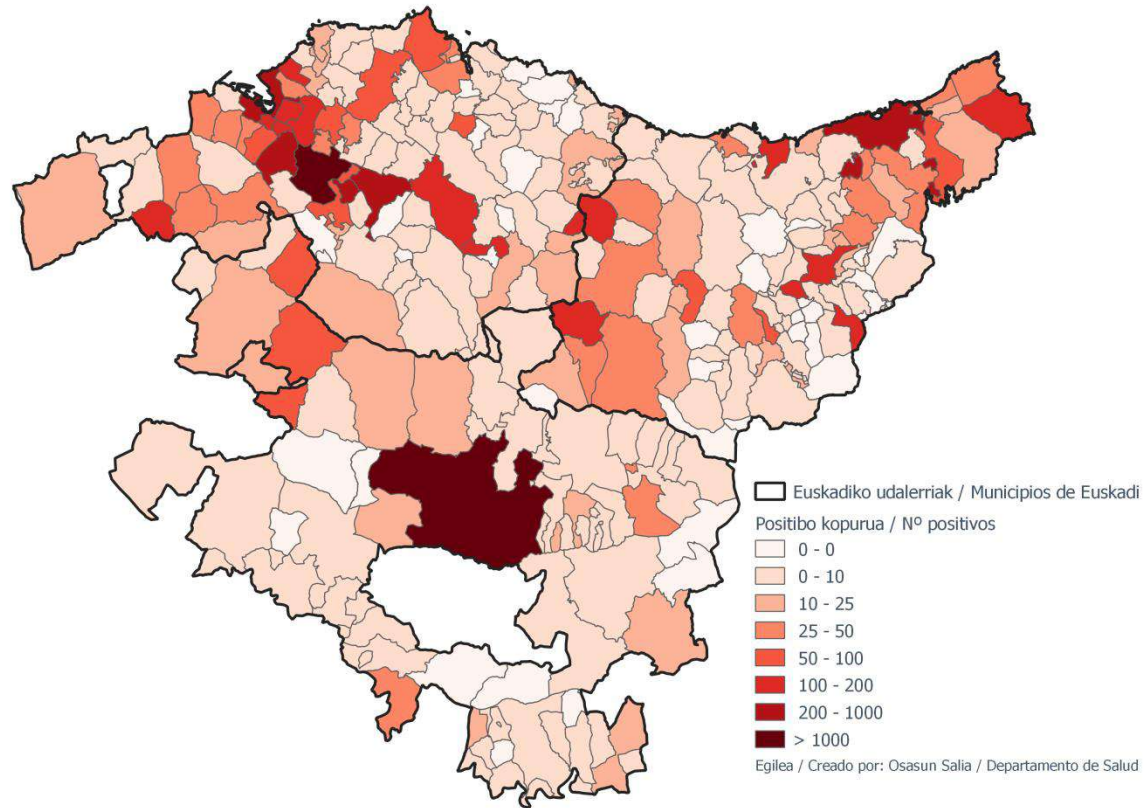 Euskadiko udalerriak / Municipios de Euskadi
Positibo kopurua / Nº positivos
0 - 0
0 - 10
10 - 25
25 - 50
50 - 100
100 - 200
200 - 1000
> 1000
Egilea / Creado por: Osasun Salia / Departamento de Salud